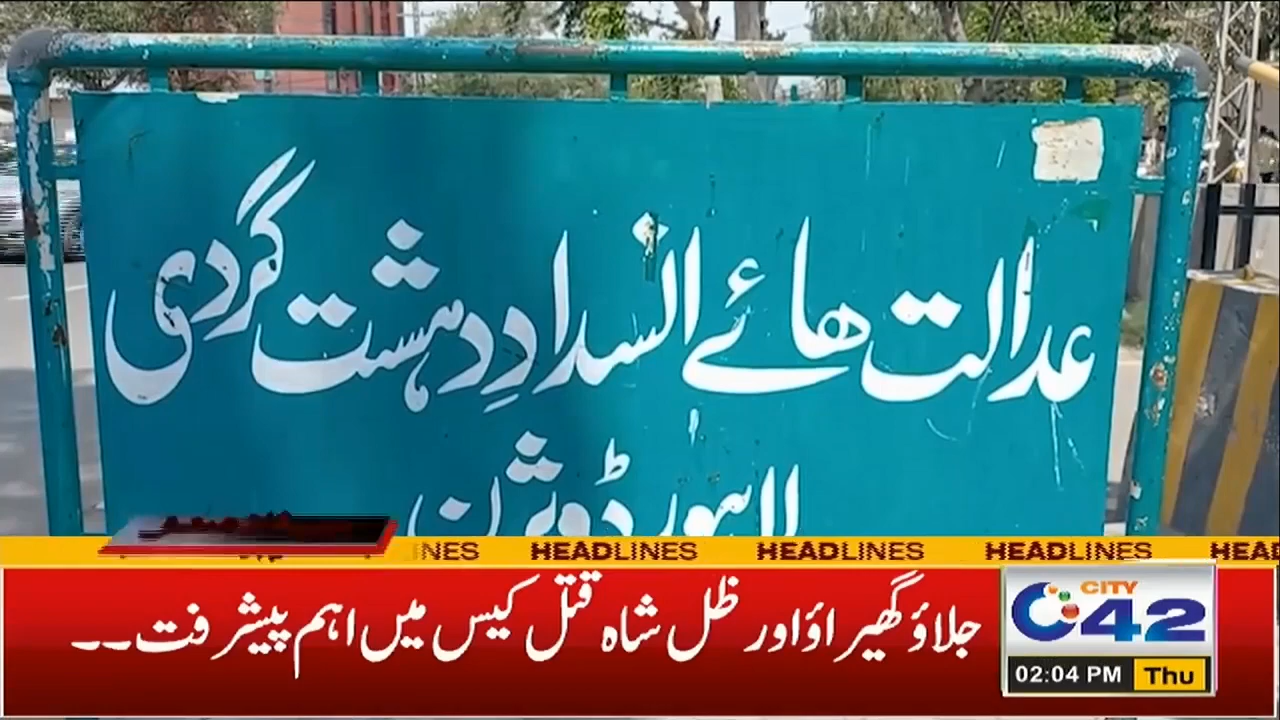 عدالت ھائے انسدادِ دہشت گردی
لاہور ڈویژن
HEADLINES HEADLINES HEADLINES
جلاؤ گھیراؤ اور ظل شاہ قتل کیس میں اہم پیشرفت۔۔
CITY
42
02:04 PM Thu